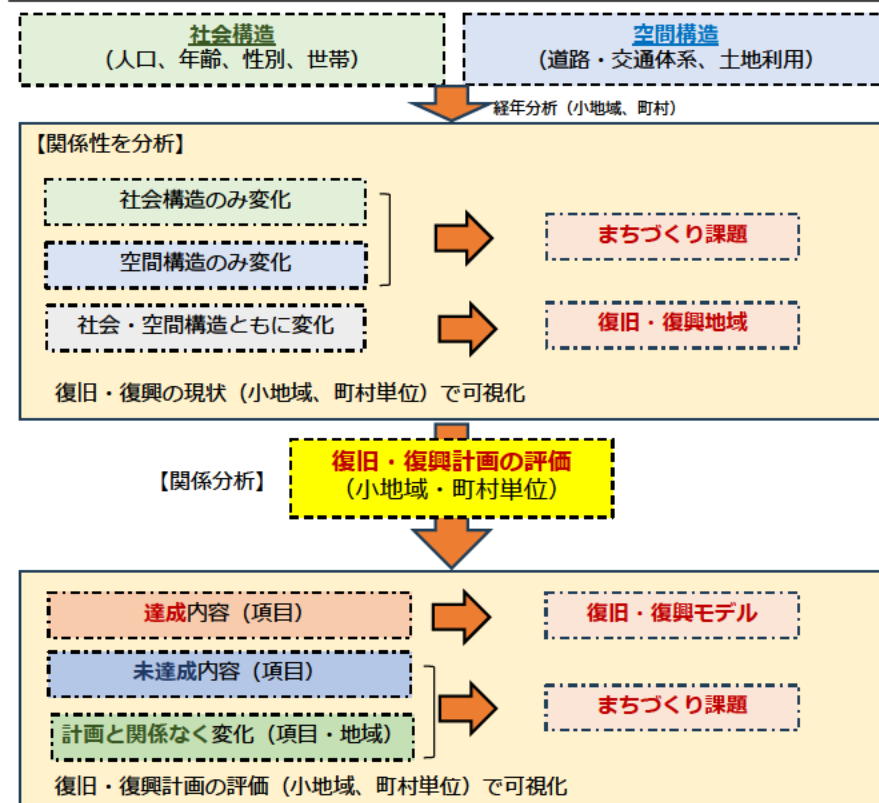 社会構造
(人口、年齢、性別、世帯)
空間構造
(道路・交通体系、土地利用)
経年分析（小地域、町村）
【関係性を分析】
社会構造のみ変化
空間構造のみ変化
まちづくり課題
社会・空間構造ともに変化
復旧・復興地域
復旧・復興の現状（小地域、町村単位）で可視化
【関係分析】
復旧・復興計画の評価
（小地域・町村単位）
達成内容（項目）
復旧・復興モデル
未達成内容（項目）
計画と関係なく変化（項目・地域）
まちづくり課題
復旧・復興計画の評価（小地域、町村単位）で可視化